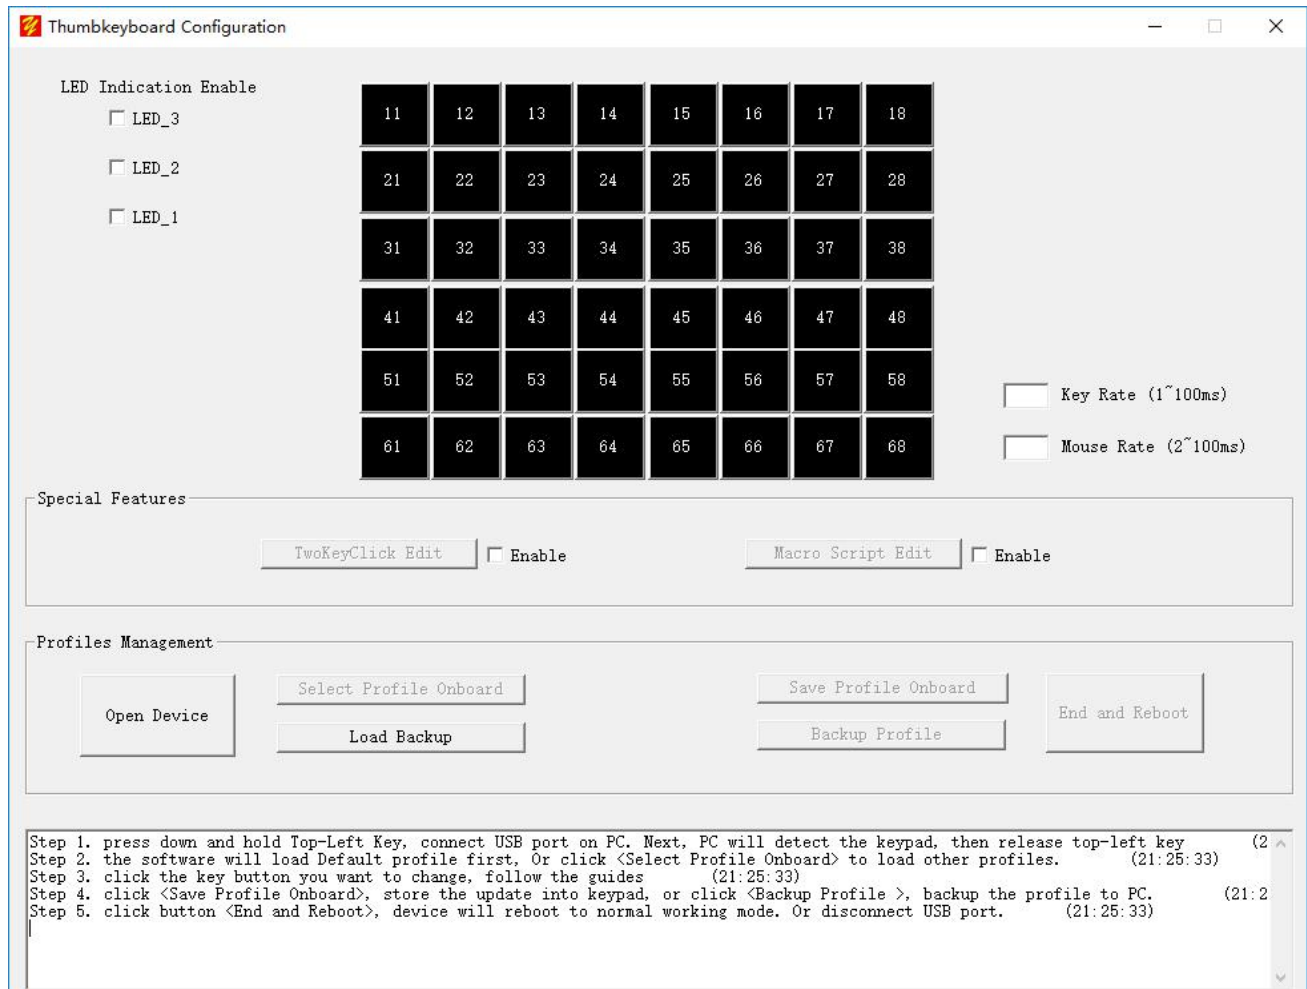 Thumbkeyboard Configuration
LED Indication Enable
LED_3
LED_2
LED_1
11 12 13 14 15 16 17 18
21 22 23 24 25 26 27 28
31 32 33 34 35 36 37 38
41 42 43 44 45 46 47 48
51 52 53 54 55 56 57 58
61 62 63 64 65 66 67 68
Key Rate (1~100ms)
Mouse Rate (2~100ms)
Special Features
TwoKeyClick Edit Enable Macro Script Edit Enable
Profiles Management
Open Device
Select Profile Onboard
Load Backup
Save Profile Onboard
Backup Profile
End and Reboot
Step 1. press down and hold Top-Left Key, connect USB port on PC. Next, PC will detect the keypad, then release top-left key (2
Step 2. the software will load Default profile first, Or click <Select Profile Onboard> to load other profiles. (21:25:33)
Step 3. click the key button you want to change, follow the guides (21:25:33)
Step 4. click <Save Profile Onboard>, store the update into keypad, or click <Backup Profile >, backup the profile to PC. (21:2
Step 5. click button <End and Reboot>, device will reboot to normal working mode. Or disconnect USB port. (21:25:33)